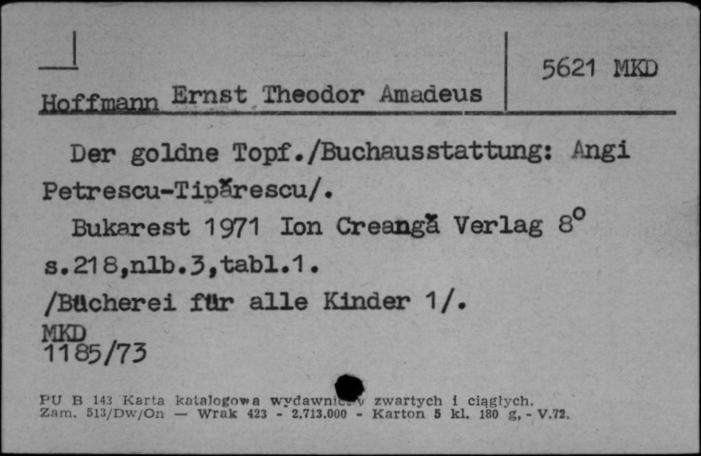 5621 MKD
Hoffmann Ernst Theodor Amadeus
Der goldne Topf./Buchausstattung: Angi
Petrescu-Tipărescu/.
Bukarest 1971 Ion Creangă Verlag 8°
s.218,nlb.3,tabl.1.
/Bücherei für alle Kinder 1/.
MKD
1185/73
PU B 143 Karta katalogowa zwartych i ciągłych.
Zam. 513/Dw/On — Wrak 423 - 2.713.000 - Karton 5 kl. 180 g, - V.72.